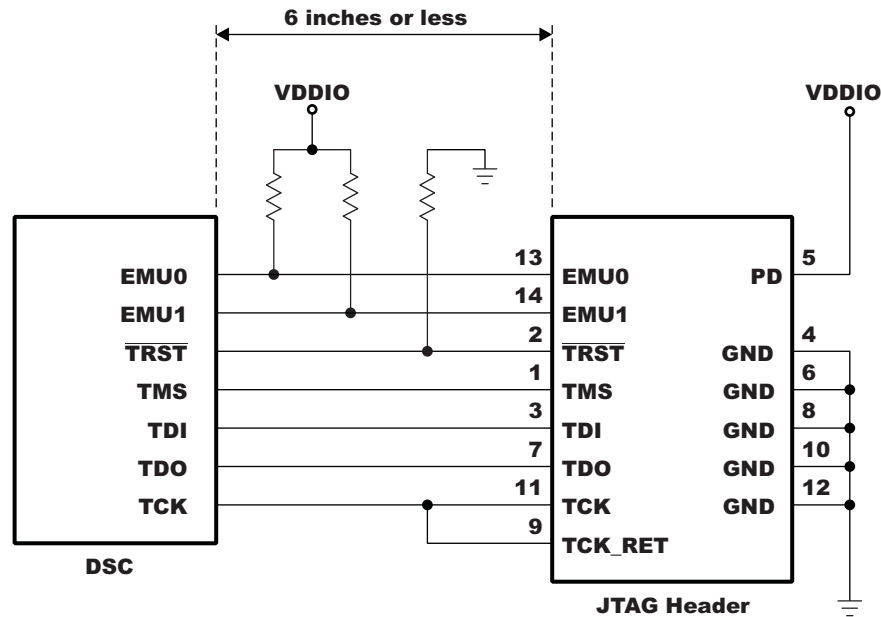 6 inches or less
VDDIO
VDDIO
13
EMU0
EMU0
5
PD
14
EMU1
EMU1
2
TRST
TRST
4
GND
1
TMS
TMS
6
GND
3
TDI
TDI
8
GND
7
TDO
TDO
10
GND
11
TCK
TCK
12
GND
9
TCK_RET
DSC
JTAG Header